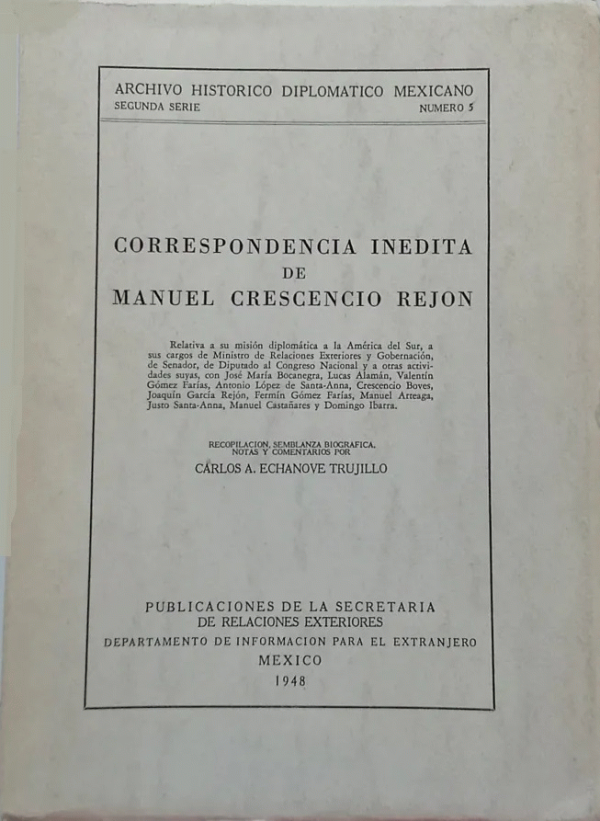 ARCHIVO HISTORICO DIPLOMATICO MEXICANO
SEGUNDA SERIE NUMERO 5
CORRESPONDENCIA INEDITA
DE
MANUEL CRESCENCIO REJON
Relativa a su misión diplomática a la América del Sur, a
sus cargos de Ministro de Relaciones Exteriores y Gobernación,
de Senador, de Diputado al Congreso Nacional y a otras activi-
dades suyas, con José María Bocanegra, Lucas Alamán, Valentín
Gómez Farías, Antonio López de Santa-Anna, Crescencio Boves,
Joaquín García Rejón, Fermín Gómez Farías, Manuel Arteaga,
Justo Santa-Anna, Manuel Castañares y Domingo Ibarra.
RECOPILACION, SEMBLANZA BIOGRAFICA,
NOTAS Y COMENTARIOS POR
CARLOS A. ECHANOVE TRUJILLO
PUBLICACIONES DE LA SECRETARIA
DE RELACIONES EXTERIORES
DEPARTAMENTO DE INFORMACION PARA EL EXTRANJERO
MEXICO
1948